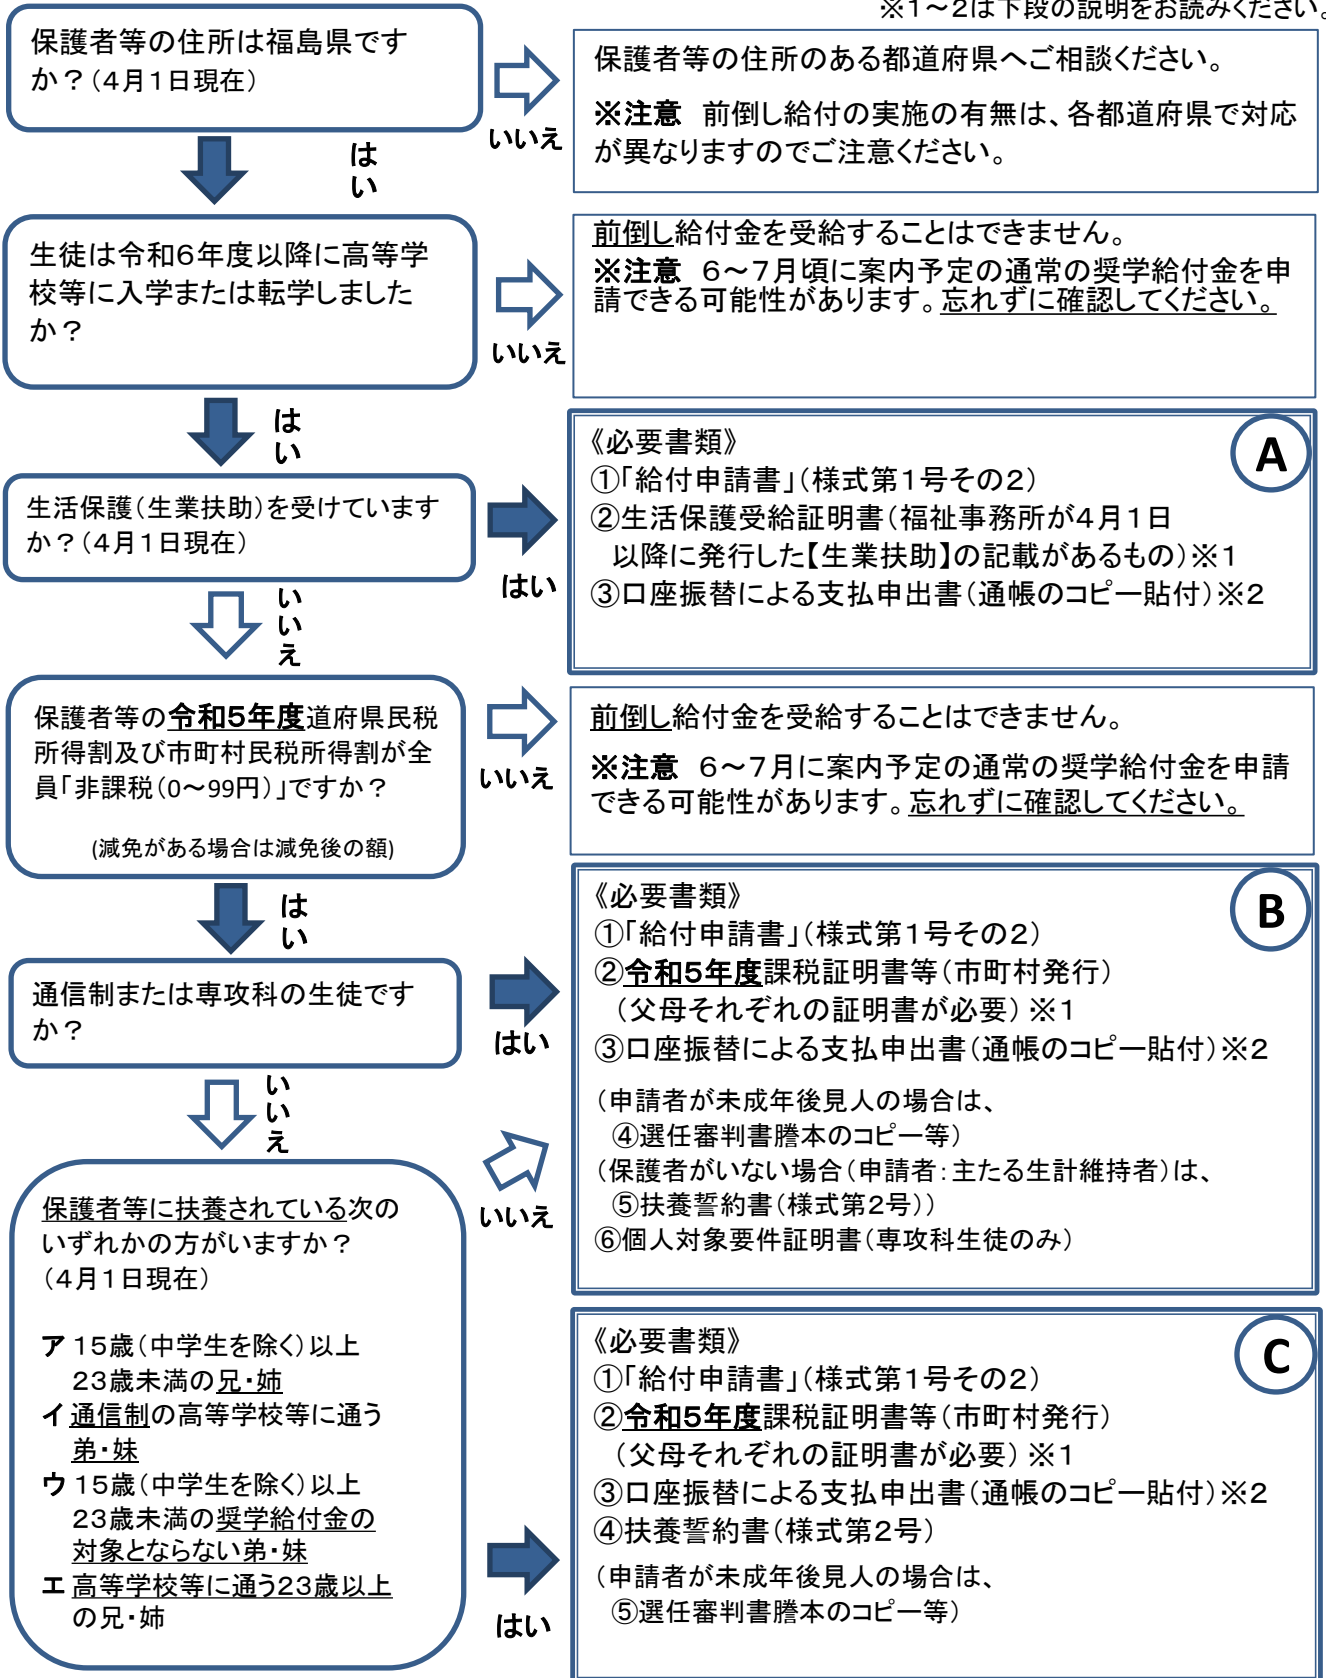 ※１～２は下段の説明をお読みください。
保護者等の住所は福島県です
か？（４月１日現在）
いいえ
保護者等の住所のある都道府県へご相談ください。
※注意　前倒し給付の実施の有無は、各都道府県で対応
が異なりますのでご注意ください。
はい
生徒は令和６年度以降に高等学
校等に入学または転学しました
か？
いいえ
前倒し給付金を受給することはできません。
※注意　６～７月頃に案内予定の通常の奨学給付金を申
請できる可能性があります。忘れずに確認してください。
はい
生活保護（生業扶助）を受けています
か？（４月１日現在）
はい
A
《必要書類》
①「給付申請書」（様式第１号その２）
②生活保護受給証明書（福祉事務所が４月１日
以降に発行した【生業扶助】の記載があるもの）※１
③口座振替による支払申出書（通帳のコピー貼付）※２
いいえ
保護者等の令和５年度道府県民税
所得割及び市町村民税所得割が全
員「非課税（0～99円）」ですか？
(減免がある場合は減免後の額)
いいえ
前倒し給付金を受給することはできません。
※注意　６～７月に案内予定の通常の奨学給付金を申請
できる可能性があります。忘れずに確認してください。
はい
通信制または専攻科の生徒です
か？
はい
B
《必要書類》
①「給付申請書」（様式第１号その２）
②令和５年度課税証明書等（市町村発行）
（父母それぞれの証明書が必要）※１
③口座振替による支払申出書（通帳のコピー貼付）※２
（申請者が未成年後見人の場合は、
④選任審判書謄本のコピー等）
（保護者がいない場合（申請者：主たる生計維持者）は、
⑤扶養誓約書（様式第２号））
⑥個人対象要件証明書（専攻科生徒のみ）
いいえ
保護者等に扶養されている次の
いずれかの方がいますか？
（４月１日現在）
ア １５歳（中学生を除く）以上
２３歳未満の兄・姉
イ 通信制の高等学校等に通う
弟・妹
ウ １５歳（中学生を除く）以上
２３歳未満の奨学給付金の
対象とならない弟・妹
エ 高等学校等に通う２３歳以上
の兄・姉
いいえ
はい
C
《必要書類》
①「給付申請書」（様式第１号その２）
②令和５年度課税証明書等（市町村発行）
（父母それぞれの証明書が必要）※１
③口座振替による支払申出書（通帳のコピー貼付）※２
④扶養誓約書（様式第２号）
（申請者が未成年後見人の場合は、
⑤選任審判書謄本のコピー等）